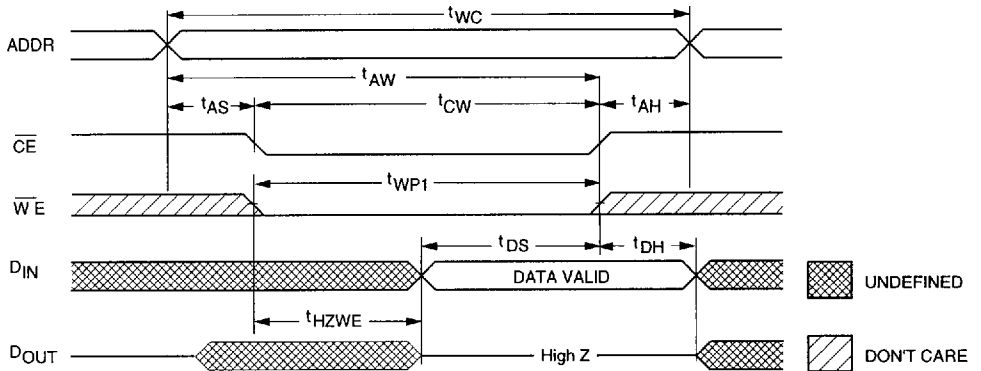 tWC
ADDR
tAW
tAS
tCW
tAH
CE
tWP1
WE
tDS
tDH
DIN
DATA VALID
UNDEFINED
tHZWE
DOUT
High Z
DON'T CARE